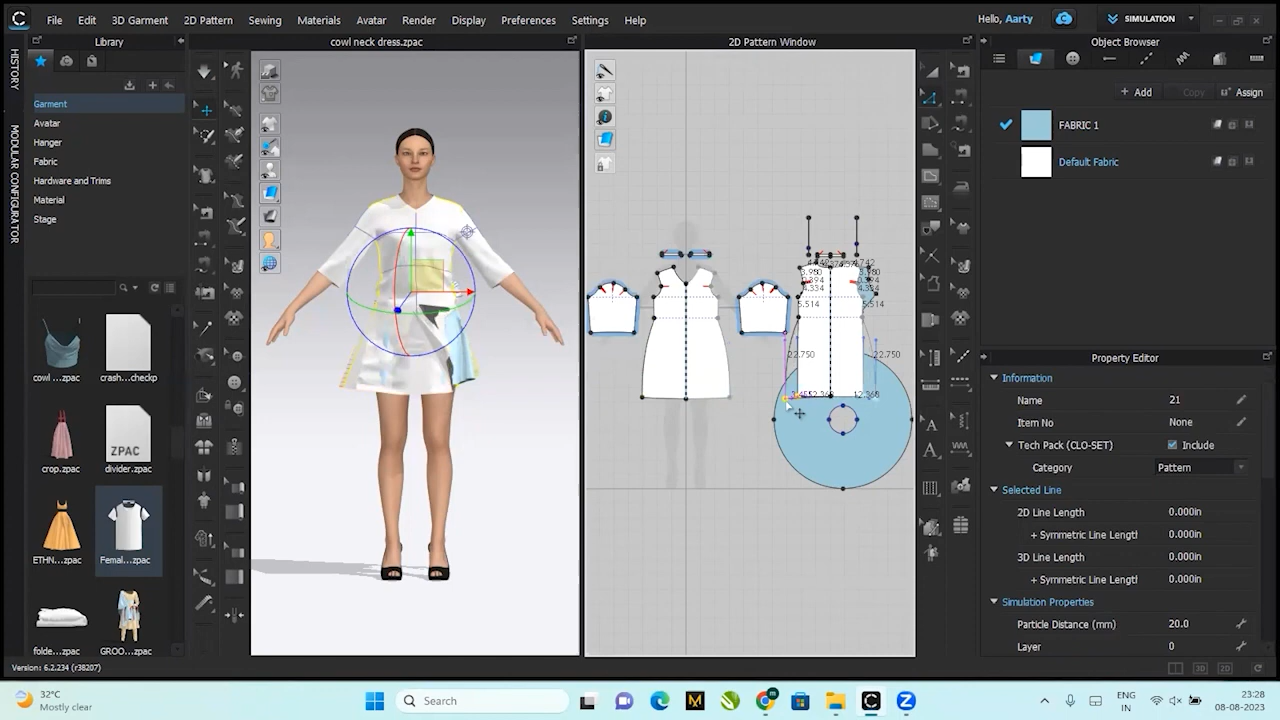 File Edit 3D Garment 2D Pattern Sewing Materials Avatar Render Display Preferences Settings Help
Hello, Aarty
SIMULATION
HISTORY
MODULAR CONFIGURATOR
Library
Garment
Avatar
Hanger
Fabric
Hardware and Trims
Material
Stage
cowl ...zpac
crash...checkp
crop.zpac
ZPAC
divider.zpac
ETHN...zpac
Femal...zpac
folde...zpac
GROO...zpac
cowl neck dress.zpac
2D Pattern Window
5.514
5.514
22.750
22.750
12.368
Object Browser
+ Add
Copy
Assign
FABRIC 1
Default Fabric
Property Editor
Information
Name 21
Item No None
Tech Pack (CLO-SET) Include
Category Pattern
Selected Line
2D Line Length 0.000in
+ Symmetric Line Lengtl 0.000in
3D Line Length 0.000in
+ Symmetric Line Lengtl 0.000in
Simulation Properties
Particle Distance (mm) 20.0
Layer 0
Version: 6.2.234 (r38207)
3D
2D
32°C
Mostly clear
Search
ENG
IN
23:28
08-08-2023